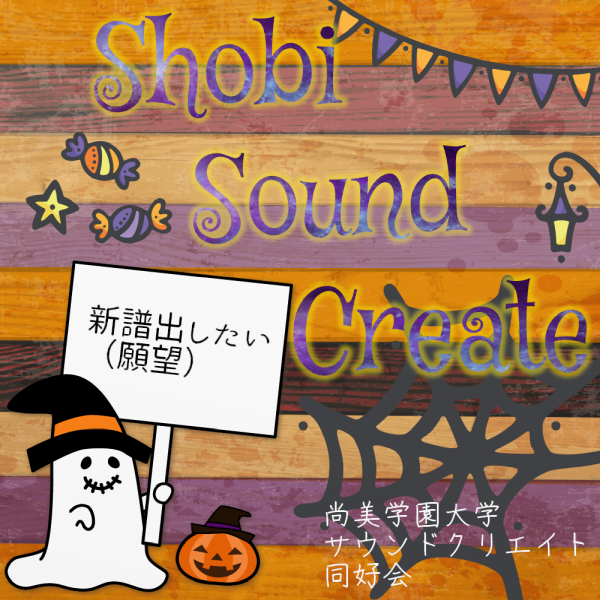 Shobi
Sound
Create
新譜出したい
（願望）
尚美学園大学
サウンドクリエイト
同好会